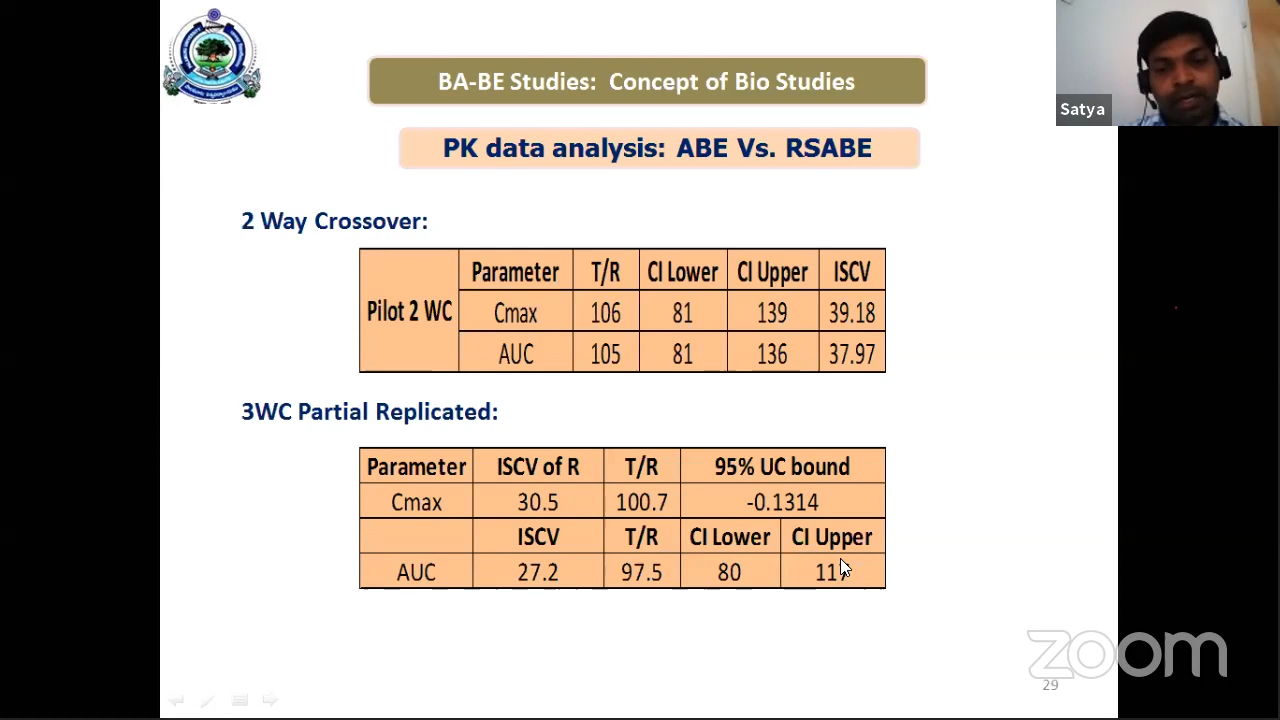 Satya
BA-BE Studies: Concept of Bio Studies
PK data analysis: ABE Vs. RSABE
2 Way Crossover:
Pilot 2 WC
Parameter T/R CI Lower CI Upper ISCV
Cmax 106 81 139 39.18
AUC 105 81 136 37.97
3WC Partial Replicated:
Parameter ISCV of R T/R 95% UC bound
Cmax 30.5 100.7 -0.1314
ISCV T/R CI Lower CI Upper
AUC 27.2 97.5 80
zoom
29